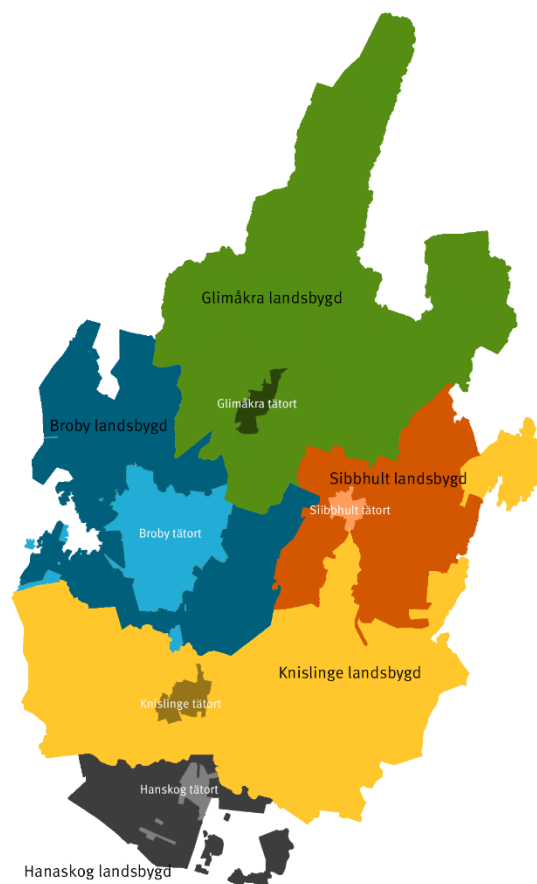 Glimåkra landsbygd
Glimåkra tätort
Broby landsbygd
Sibbhult landsbygd
Siibbhult tätort
Broby tätort
Knislinge landsbygd
Knislinge tätort
Hanskog tätort
Hanaskog landsbygd